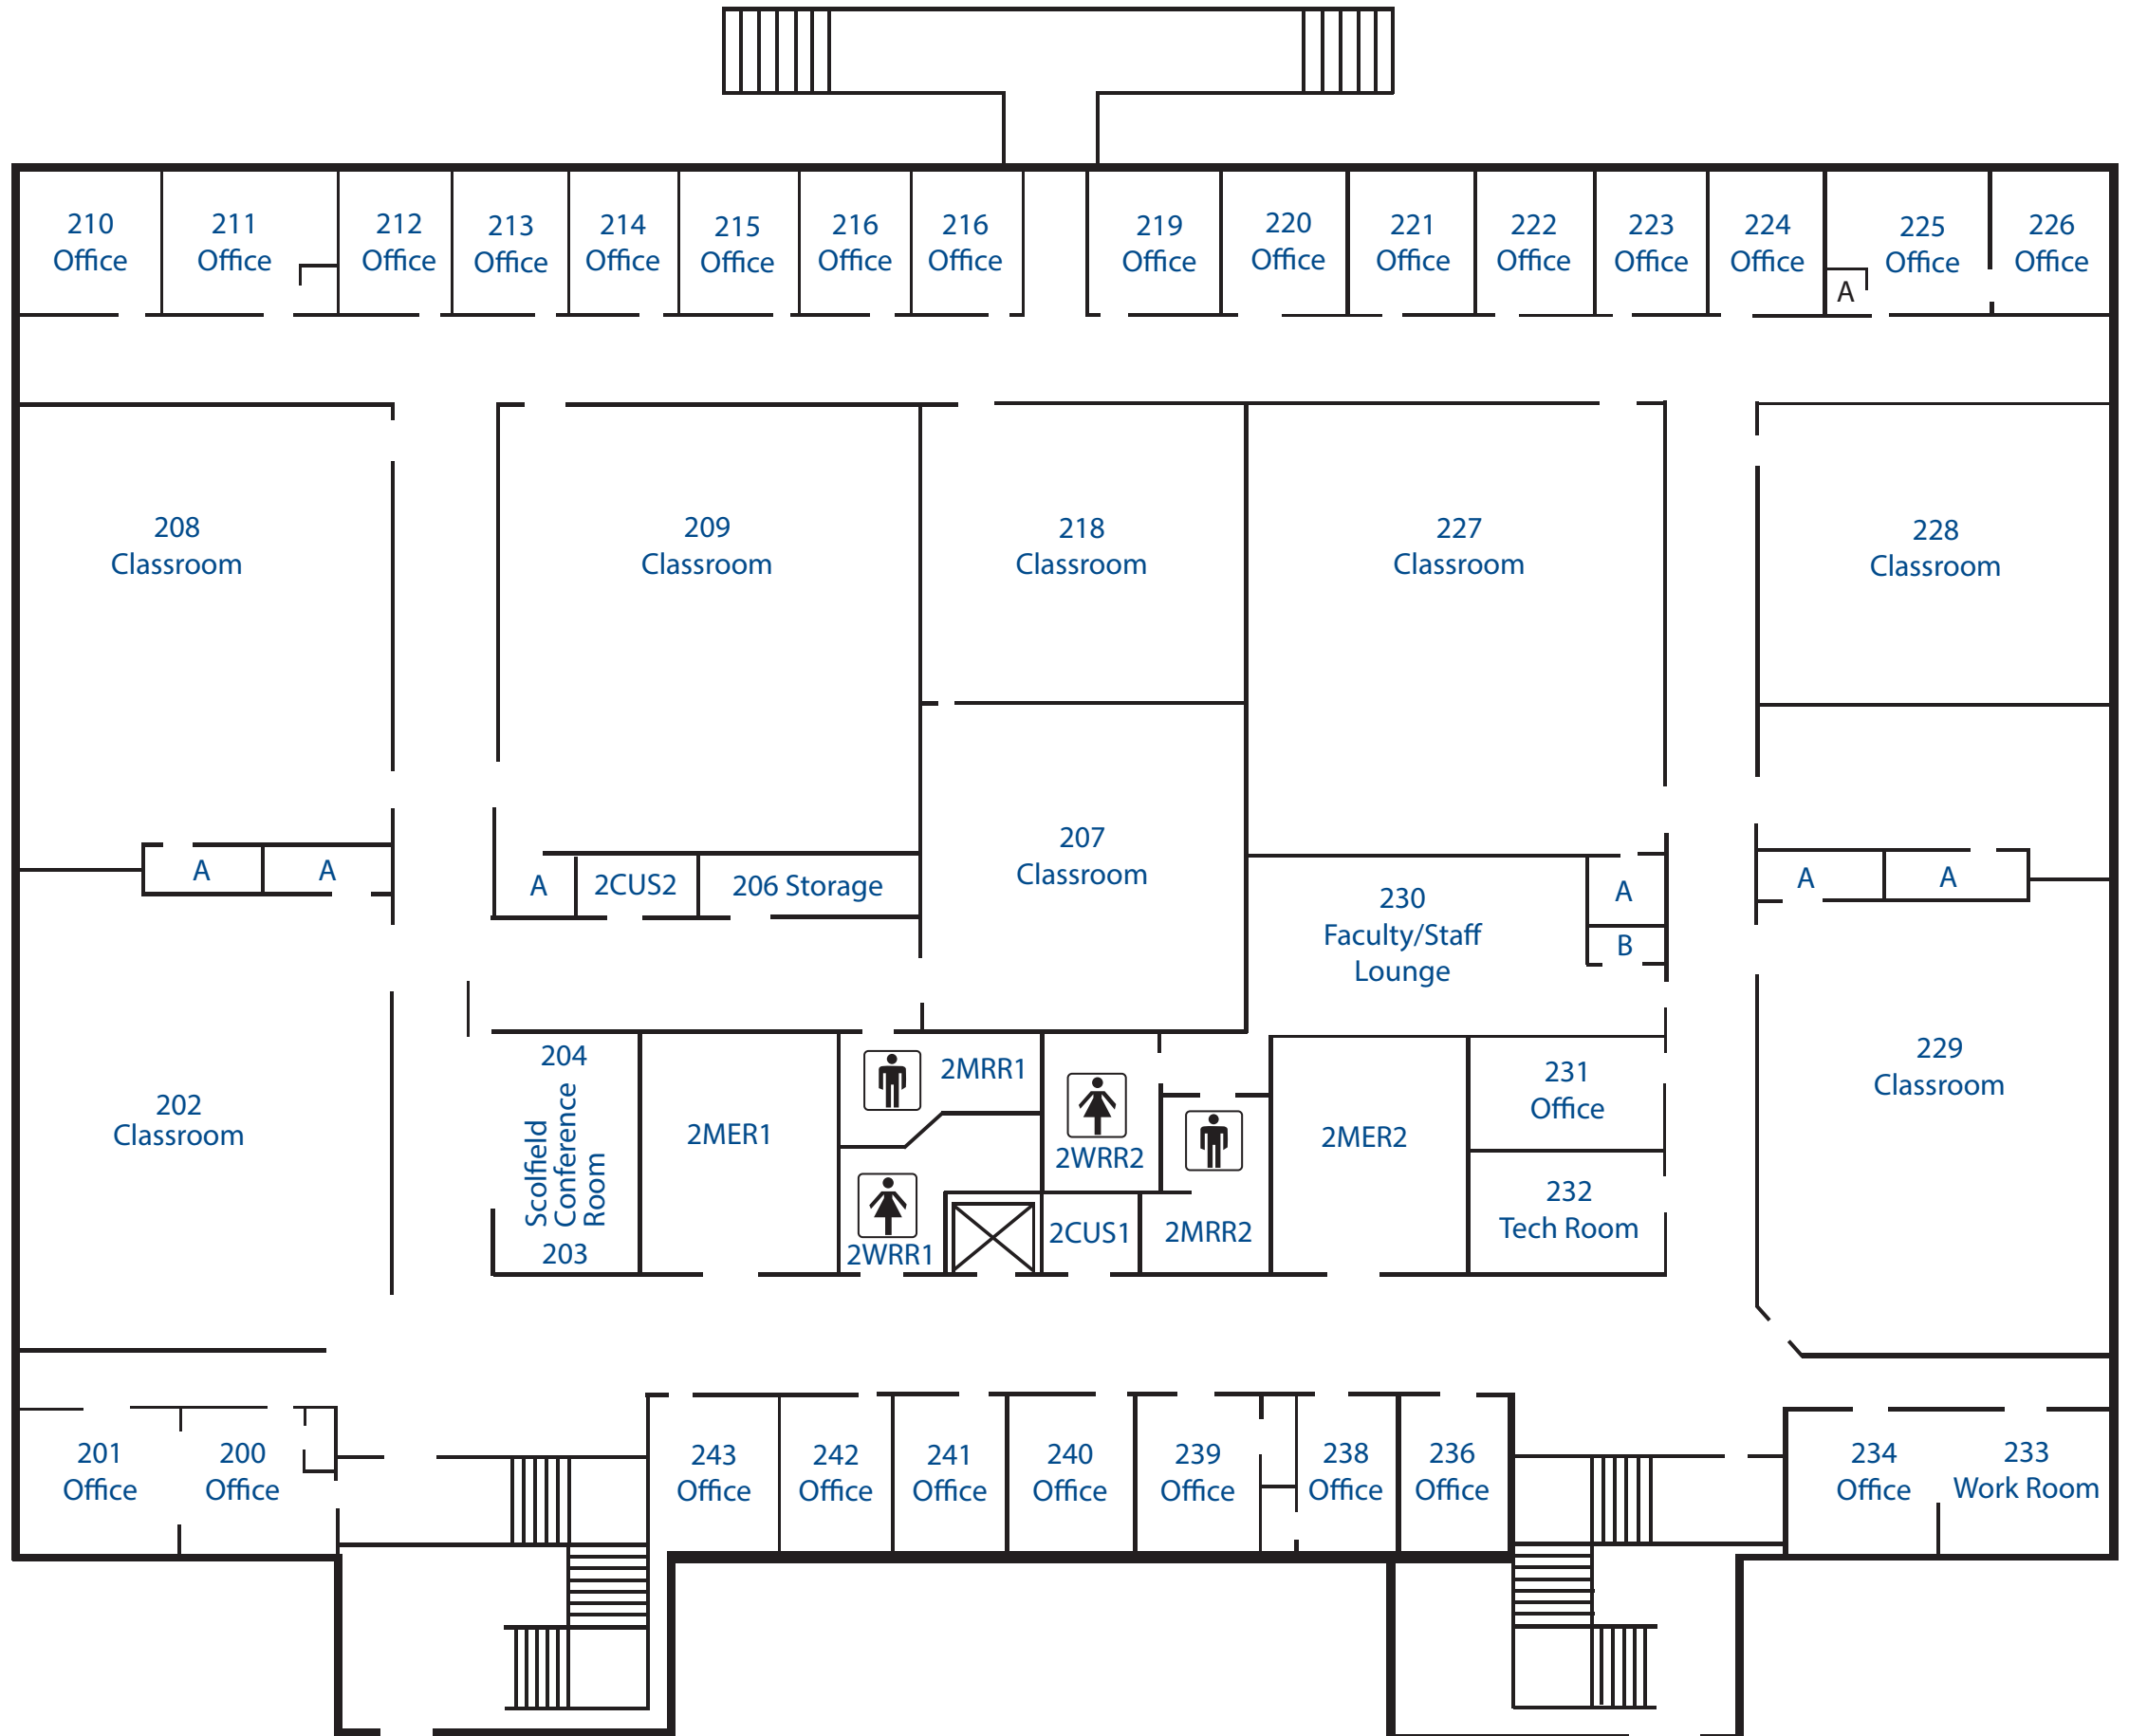 210
Office
211
Office
212
Office
213
Office
214
Office
215
Office
216
Office
216
Office
219
Office
220
Office
221
Office
222
Office
223
Office
224
Office
A
225
Office
226
Office
208
Classroom
209
Classroom
218
Classroom
227
Classroom
228
Classroom
A
A
A
2CUS2
206 Storage
207
Classroom
230
Faculty/Staff
Lounge
A
B
A
A
202
Classroom
204
Scolfield
Conference
Room
203
2MER1
2MRR1
2WRR1
2WRR2
2CUS1
2MRR2
2MER2
231
Office
232
Tech Room
229
Classroom
201
Office
200
Office
243
Office
242
Office
241
Office
240
Office
239
Office
238
Office
236
Office
234
Office
233
Work Room